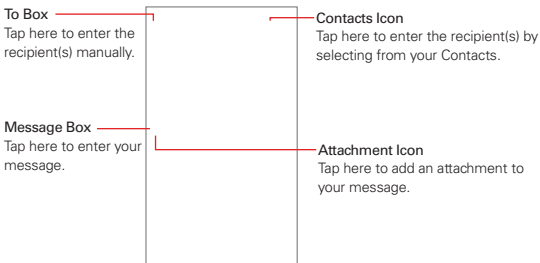 To Box
Tap here to enter the
recipient(s) manually.
Contacts Icon
Tap here to enter the recipient(s) by
selecting from your Contacts.
Message Box
Tap here to enter your
message.
Attachment Icon
Tap here to add an attachment to
your message.